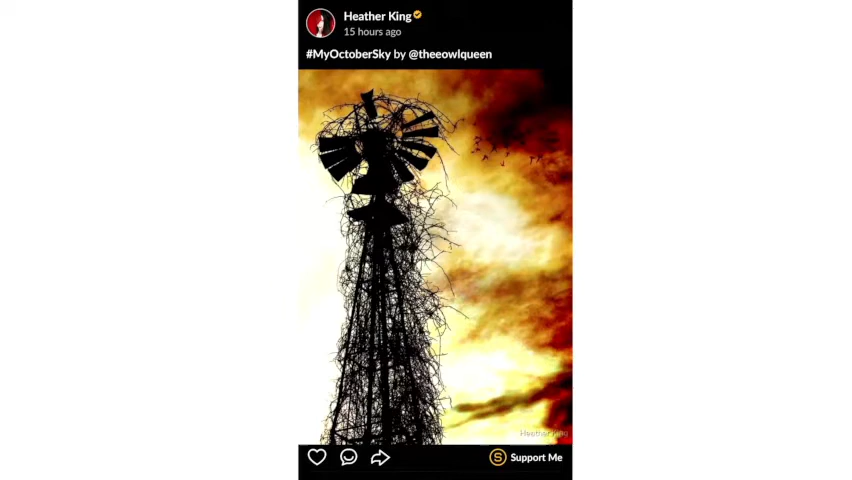 Heather King
15 hours ago
#MyOctoberSky by @theeowlqueen
Heather King
S Support Me